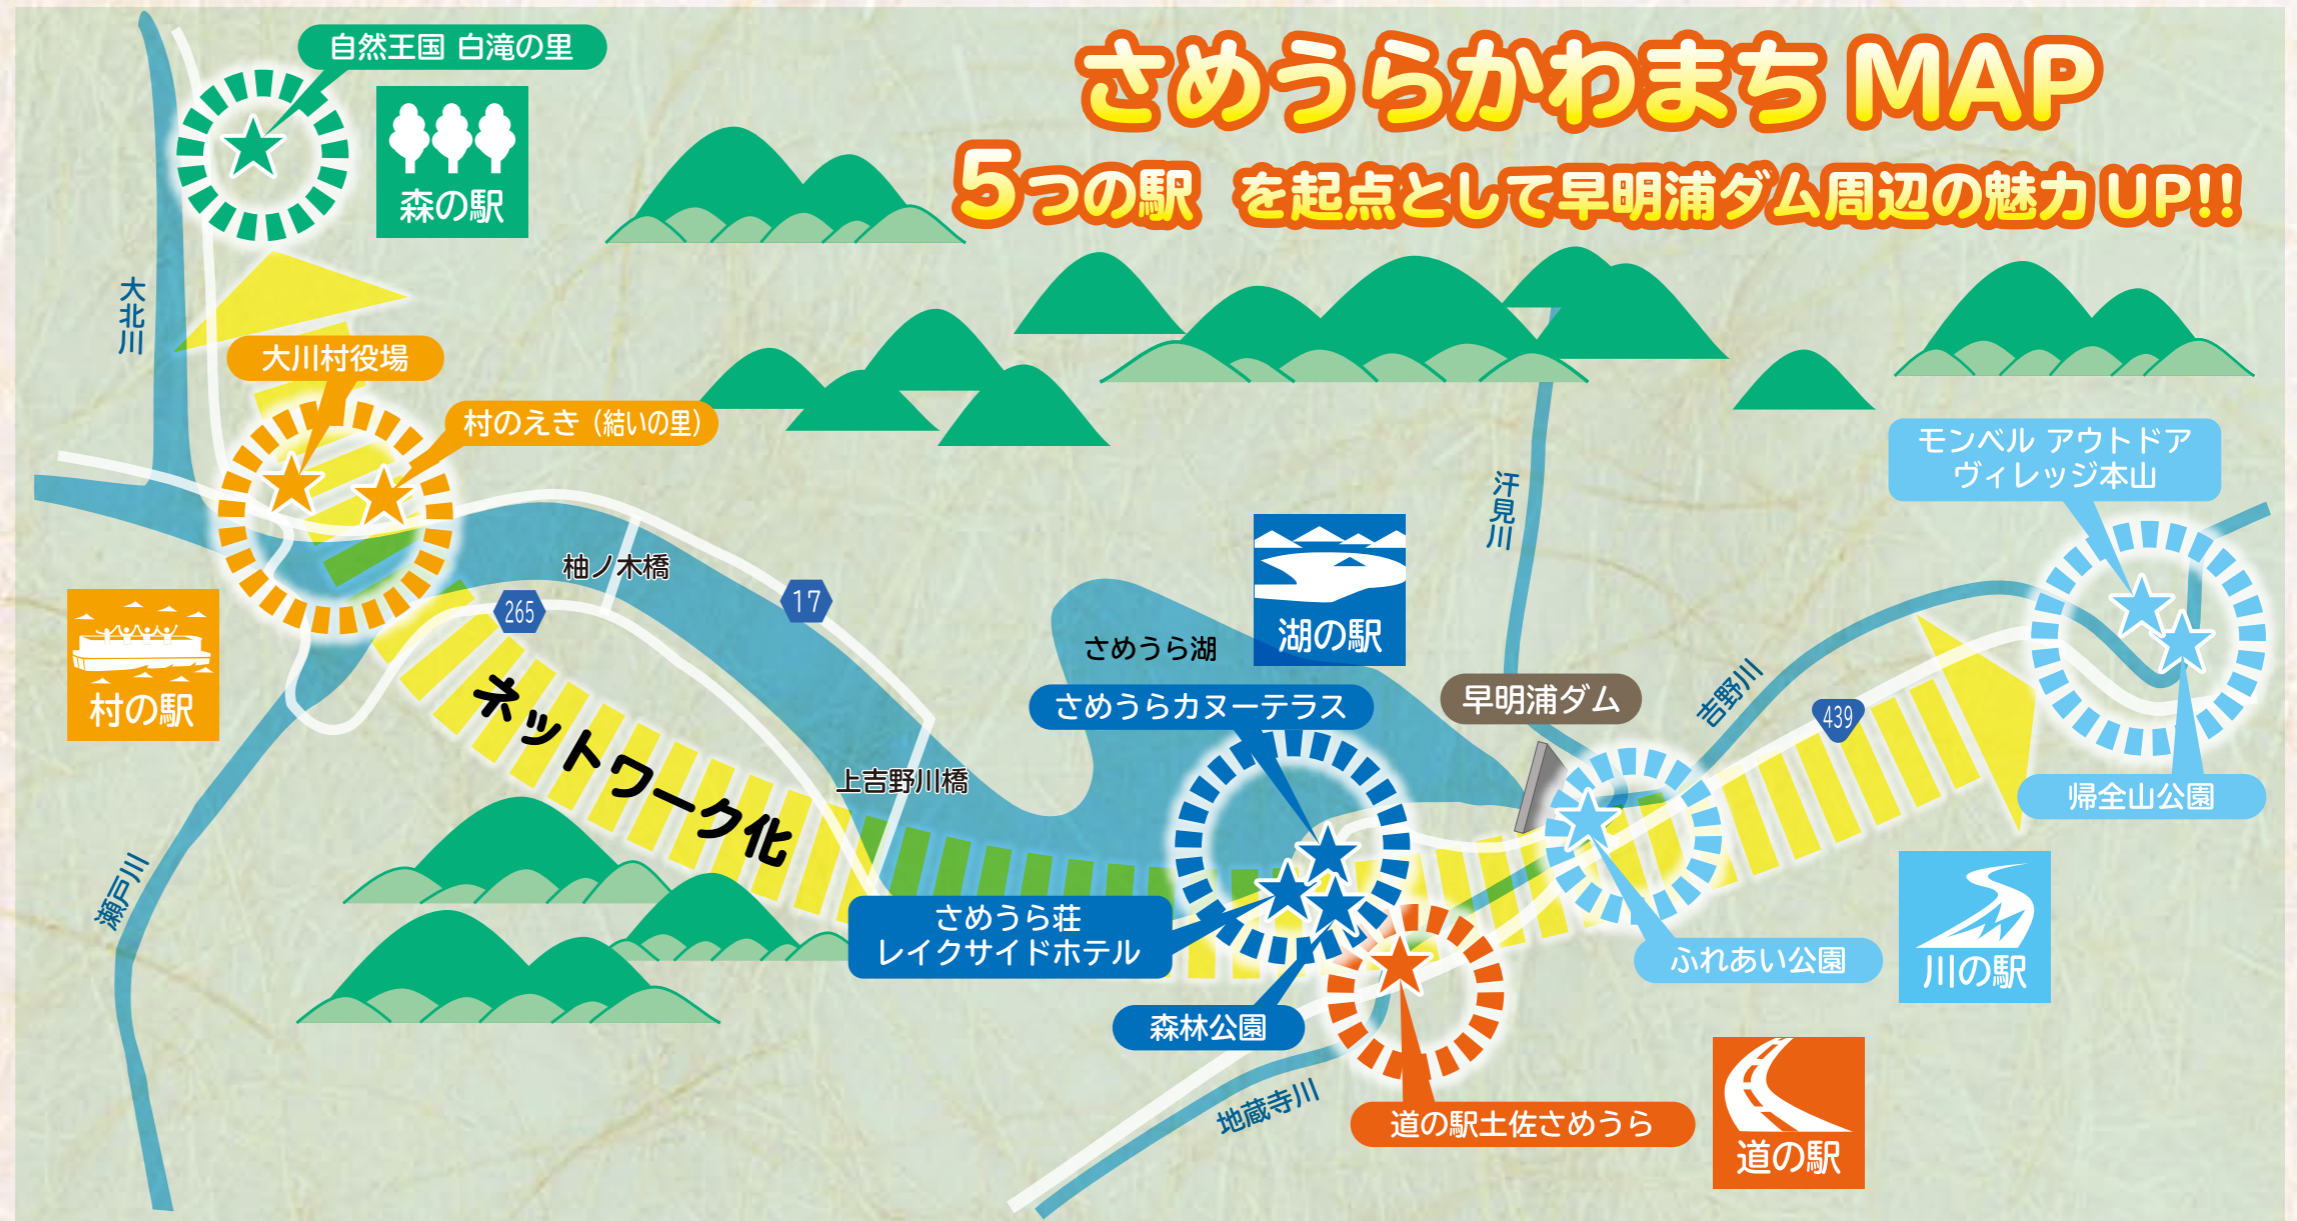 さめうらかわまち MAP
5つの駅 を起点として早明浦ダム周辺の魅力 UP!!
自然王国 白滝の里
森の駅
大北川
大川村役場
村のえき（結いの里）
村の駅
柚ノ木橋
265
17
ネットワーク化
上吉野川橋
瀬戸川
さめうら湖
湖の駅
さめうらカヌーテラス
さめうら荘
レイクサイドホテル
森林公園
汗見川
早明浦ダム
吉野川
439
モンベル アウトドア
ヴィレッジ本山
帰全山公園
ふれあい公園
川の駅
地蔵寺川
道の駅土佐さめうら
道の駅